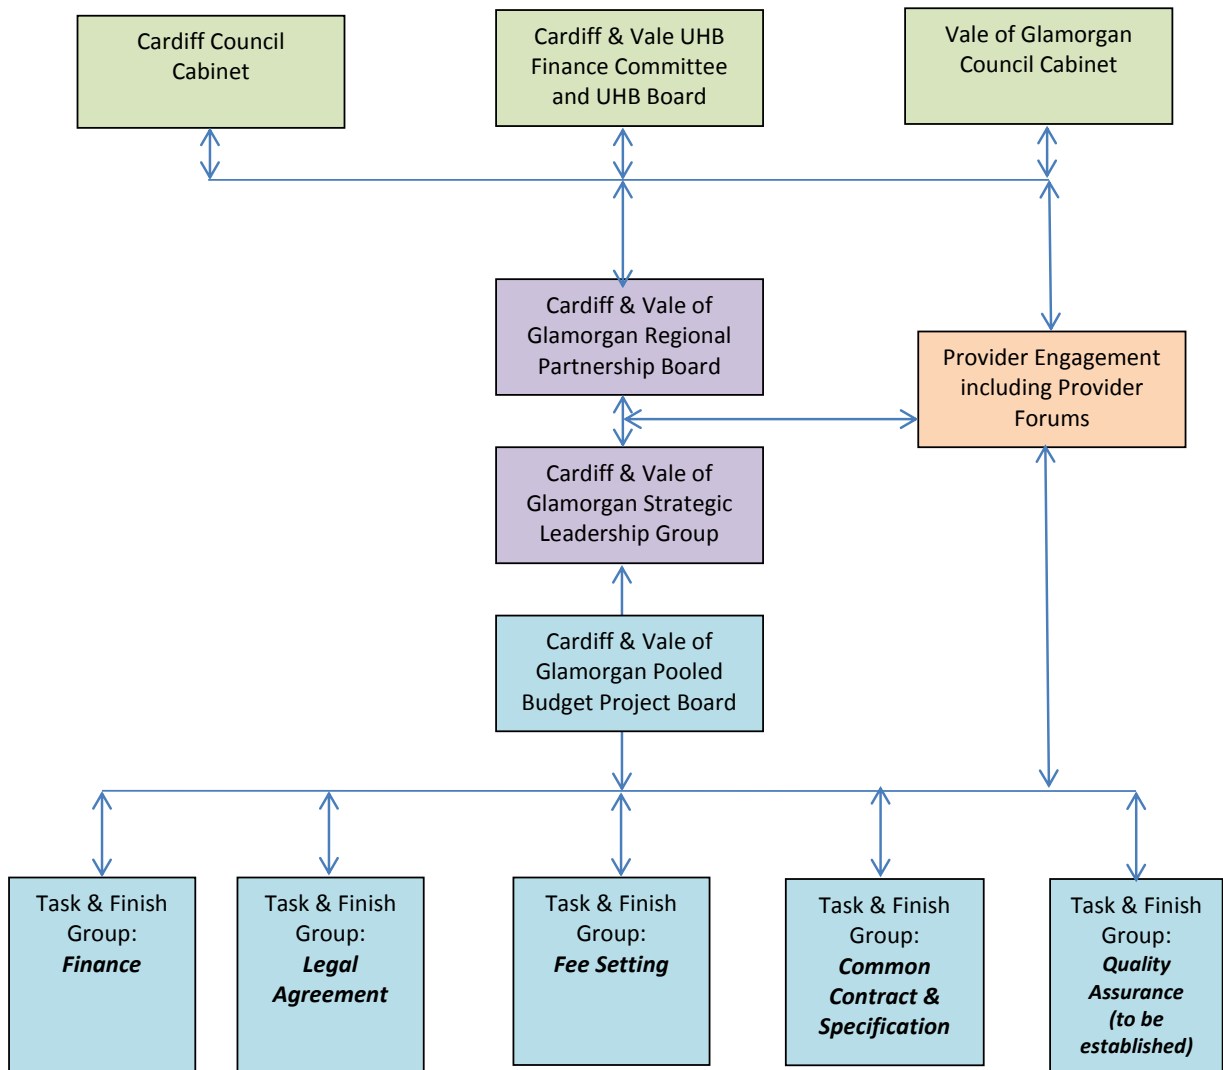 Cardiff Council
Cabinet
Cardiff & Vale UHB
Finance Committee
and UHB Board
Vale of Glamorgan
Council Cabinet
Cardiff & Vale of
Glamorgan Regional
Partnership Board
Provider Engagement
including Provider
Forums
Cardiff & Vale of
Glamorgan Strategic
Leadership Group
Cardiff & Vale of
Glamorgan Pooled
Budget Project Board
Task & Finish
Group:
Finance
Task & Finish
Group:
Legal
Agreement
Task & Finish
Group:
Fee Setting
Task & Finish
Group:
Common
Contract &
Specification
Task & Finish
Group:
Quality
Assurance
(to be
established)